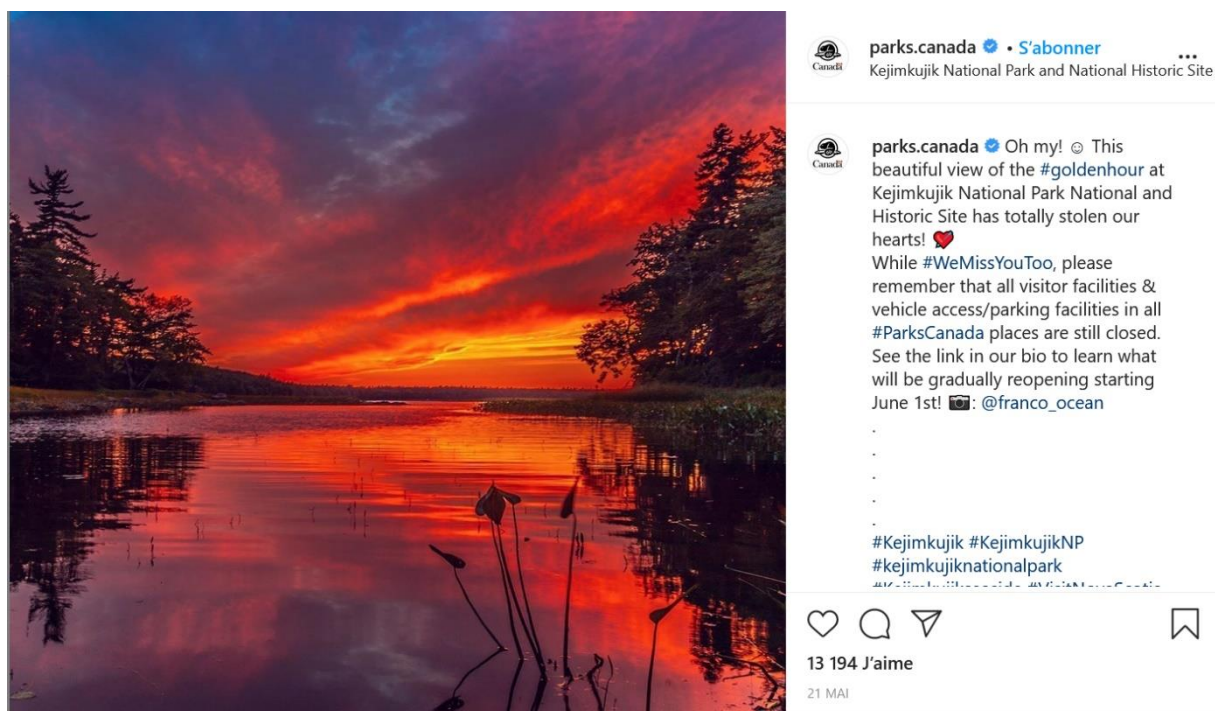 parks.canada • S'abonner
Canada
Kejimkujik National Park and National Historic Site
parks.canada Oh my! ☺ This
Canada
beautiful view of the #goldenhour at
Kejimkujik National Park National and
Historic Site has totally stolen our
hearts! ❤️
While #WeMissYouToo, please
remember that all visitor facilities &
vehicle access/parking facilities in all
#ParksCanada places are still closed.
See the link in our bio to learn what
will be gradually reopening starting
June 1st! 📷: @franco_ocean
.
.
.
.
.
#Kejimkujik #KejimkujikNP
#kejimkujiknationalpark
#Kejimkujikseaside #VisitNovaScotia
13 194 J'aime
21 MAI